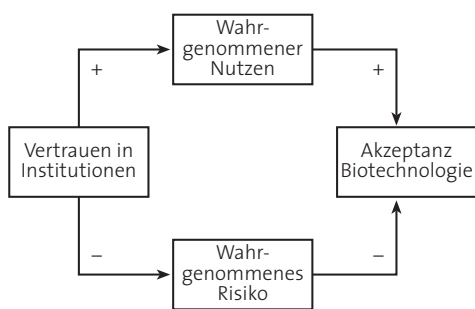 Wahr-
genommener
Nutzen
+
+
Vertrauen in
Institutionen
Akzeptanz
Biotechnologie
–
–
Wahr-
genommenes
Risiko